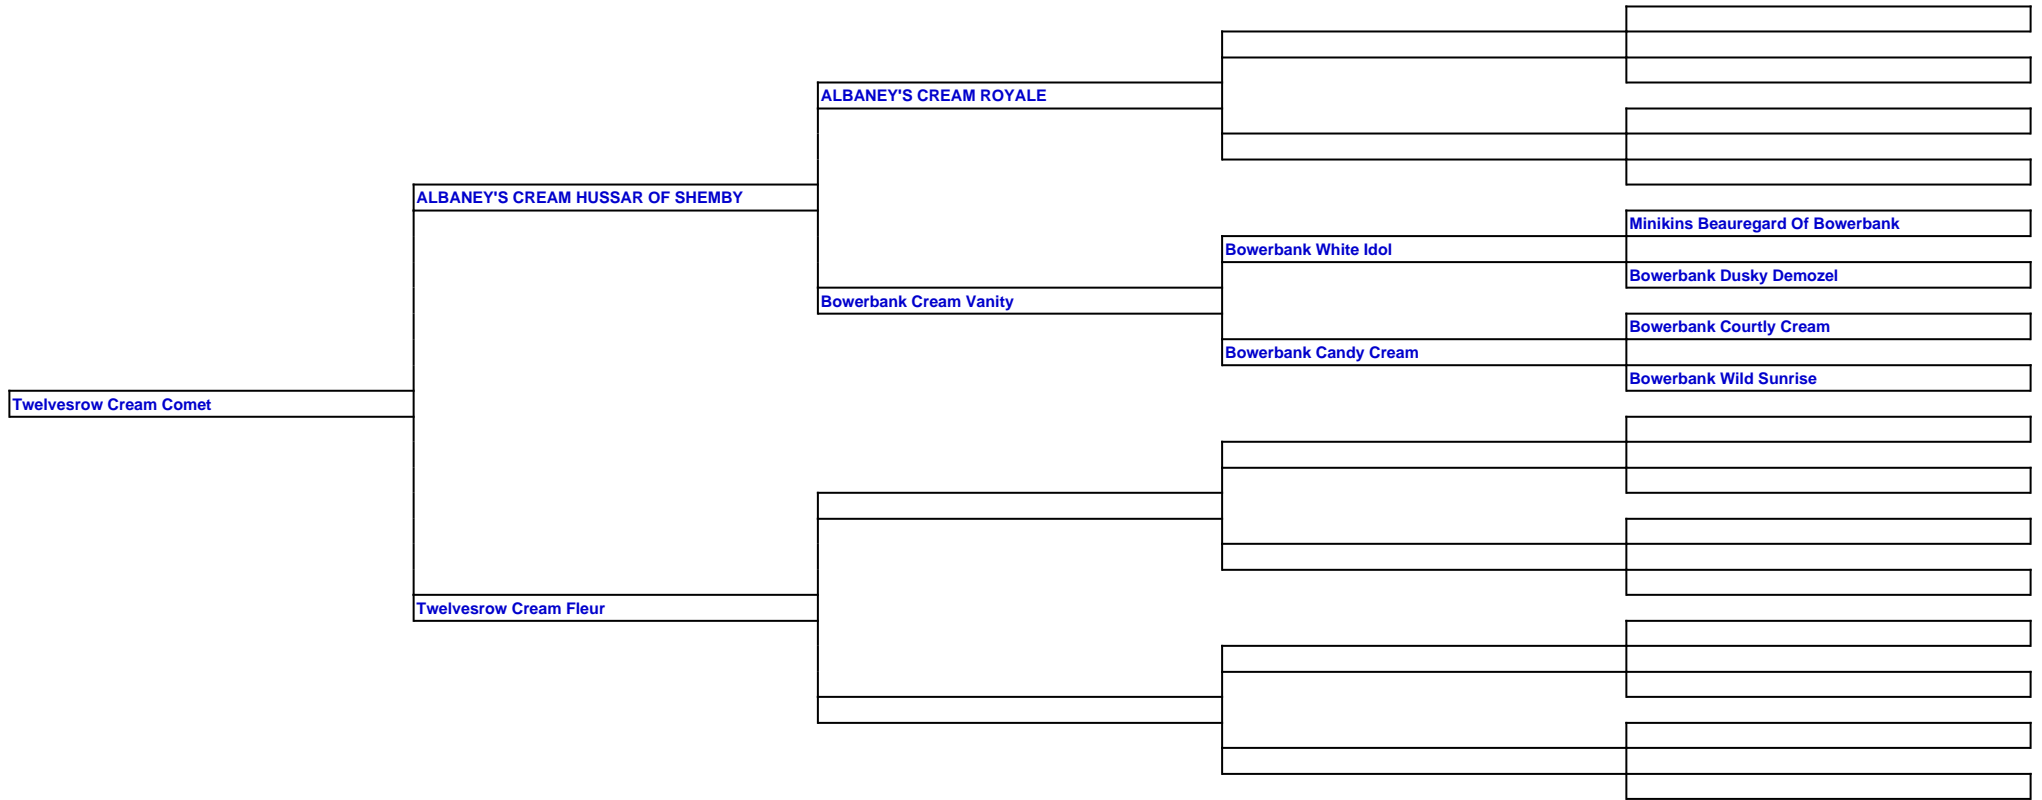 ALBANEY'S CREAM ROYALE
ALBANEY'S CREAM HUSSAR OF SHEMBY
Minikins Beauregard Of Bowerbank
Bowerbank White Idol
Bowerbank Dusky Demozel
Bowerbank Cream Vanity
Bowerbank Courtly Cream
Bowerbank Candy Cream
Bowerbank Wild Sunrise
Twelvesrow Cream Comet
Twelvesrow Cream Fleur